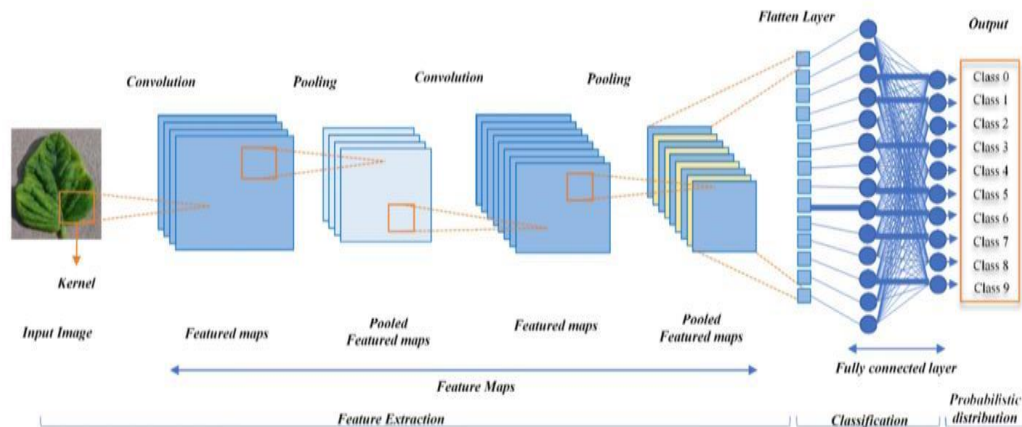 Flatten Layer
Output
Convolution
Pooling
Convolution
Pooling
Class 0
Class 1
Class 2
Class 3
Class 4
Class 5
Class 6
Class 7
Class 8
Class 9
Kernel
Input Image
Featured maps
Pooled
Featured maps
Featured maps
Pooled
Featured maps
Fully connected layer
Feature Maps
Feature Extraction
Classification
Probabilistic
distribution